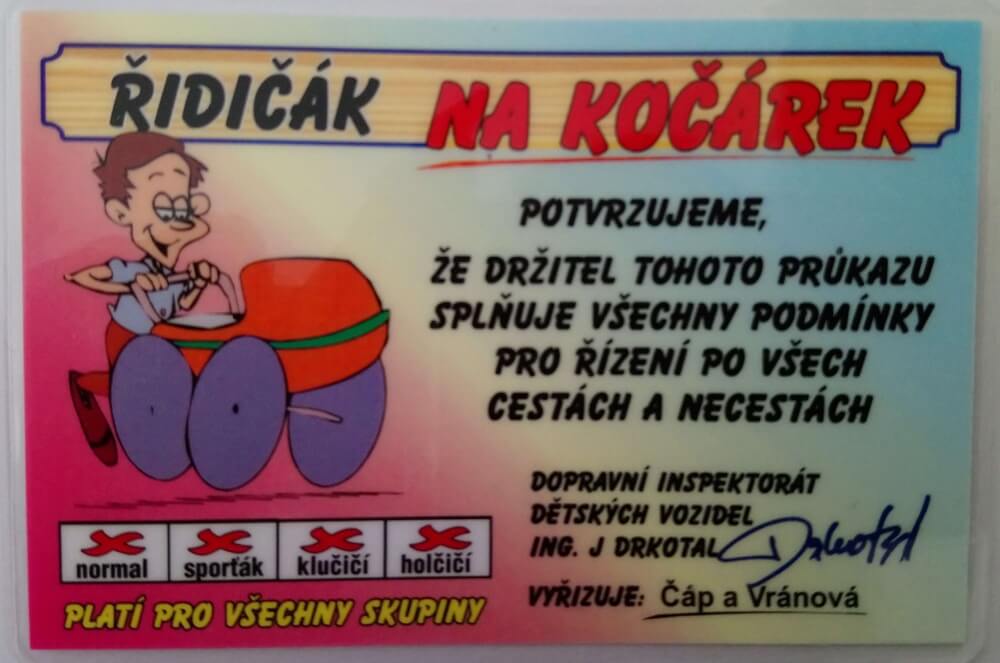 ŘIDIČÁK NA KOČÁREK
POTVRZUJEME,
ŽE DRŽITEL TOHOTO PRŮKAZU
SPLŇUJE VŠECHNY PODMÍNKY
PRO ŘÍZENÍ PO VŠECH
CESTÁCH A NECESTÁCH
DOPRAVNÍ INSPEKTORÁT
DĚTSKÝCH VOZIDEL
ING. J DRKOTAL Drkotal
VYŘIZUJE: Čáp a Vránová
normal sporťák klučičí holčičí
PLATÍ PRO VŠECHNY SKUPINY